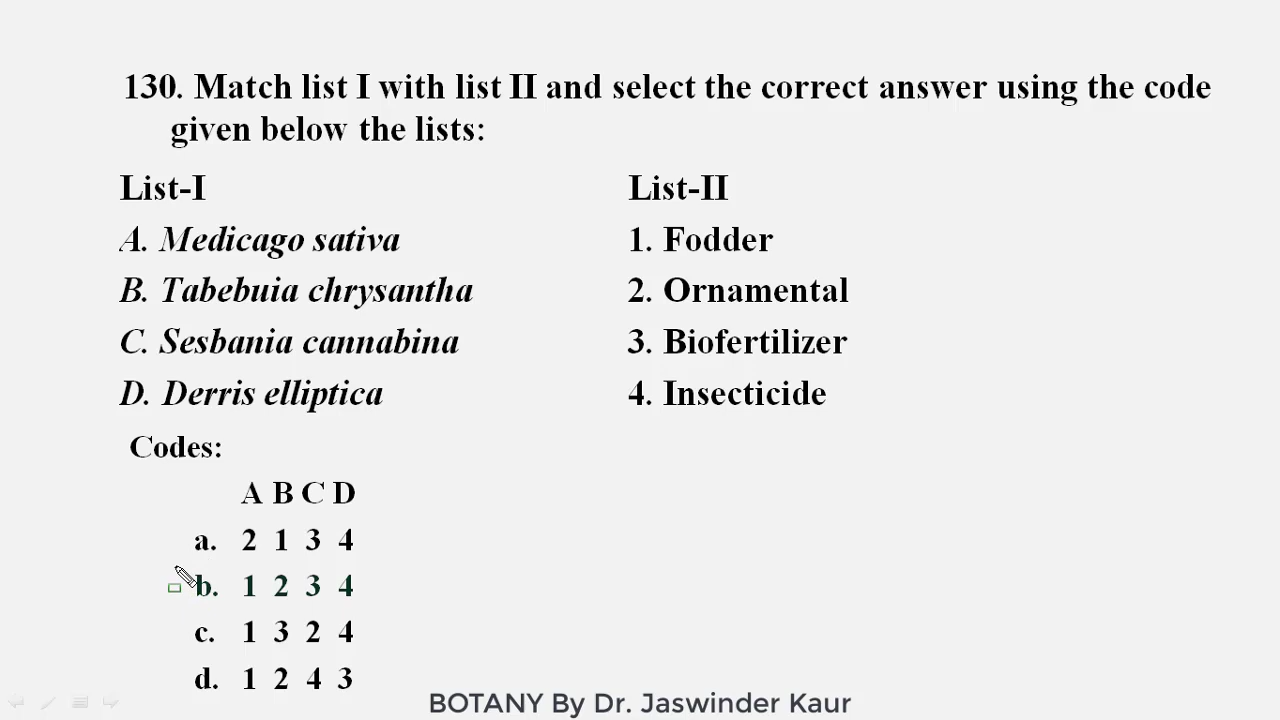 130. Match list I with list II and select the correct answer using the code
given below the lists:
List-I List-II
A. Medicago sativa 1. Fodder
B. Tabebuia chrysantha 2. Ornamental
C. Sesbania cannabina 3. Biofertilizer
D. Derris elliptica 4. Insecticide
Codes:
A B C D
a. 2 1 3 4
b. 1 2 3 4
c. 1 3 2 4
d. 1 2 4 3
BOTANY By Dr. Jaswinder Kaur